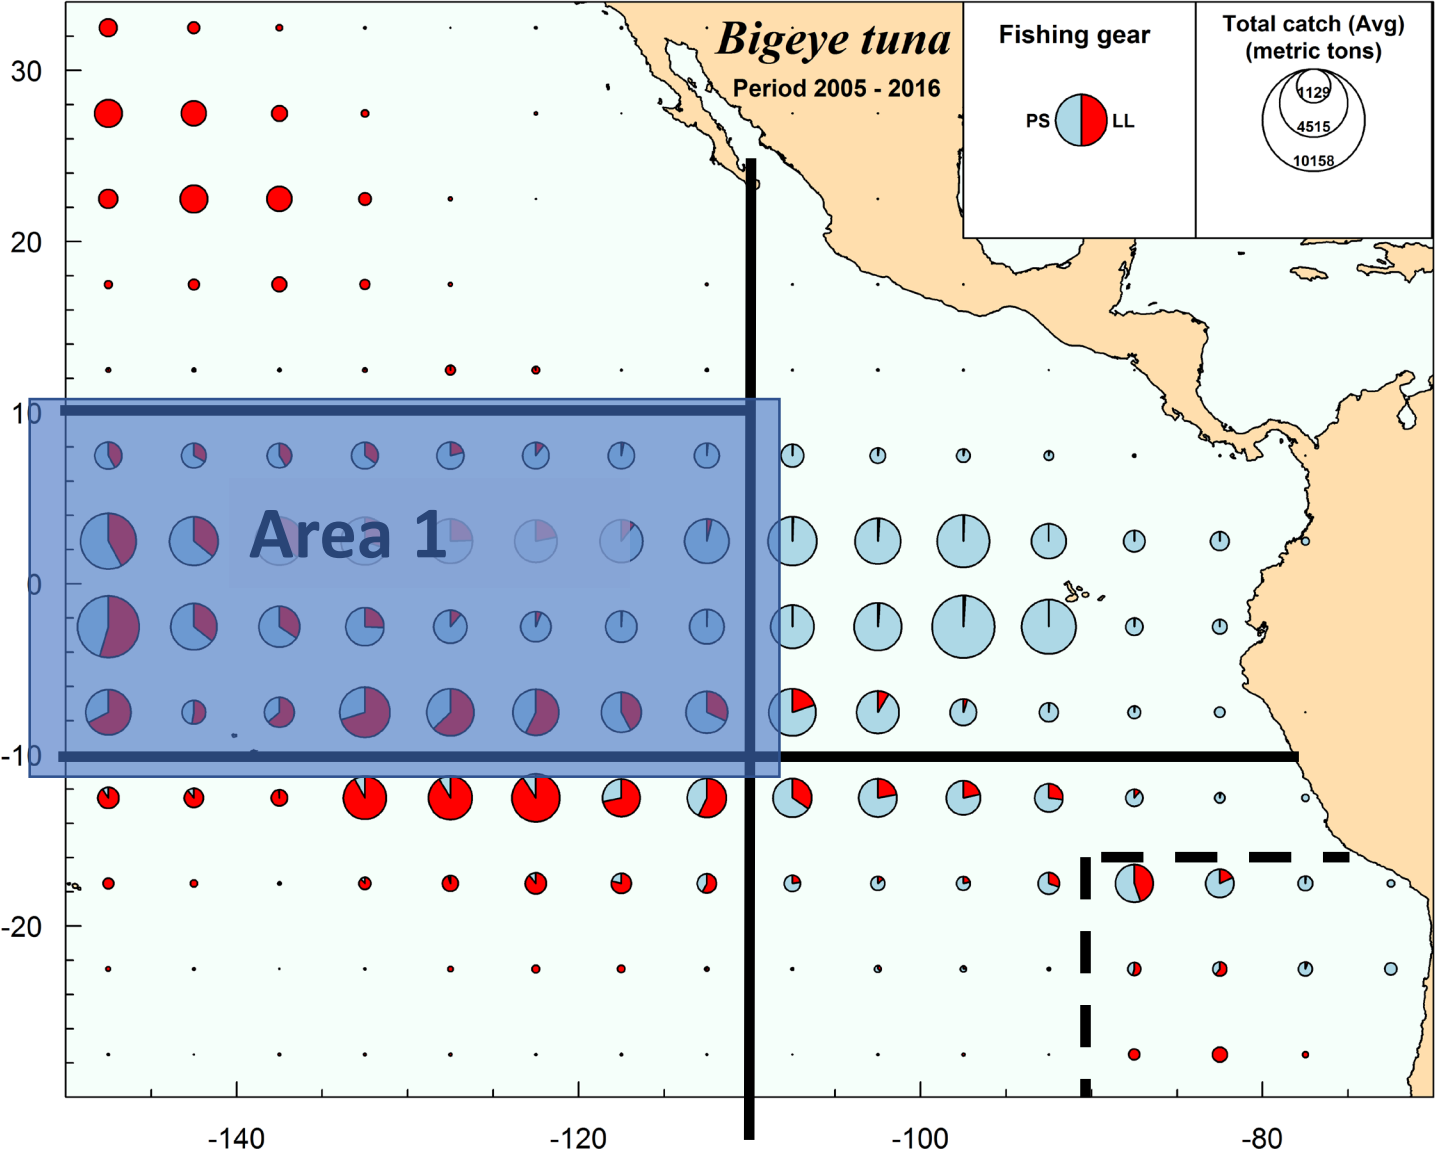 Bigeye tuna
Period 2005 - 2016
Fishing gear
PS LL
Total catch (Avg)
(metric tons)
1129
4515
10158
30
20
10
0
-10
-20
Area 1
-140 -120 -100 -80